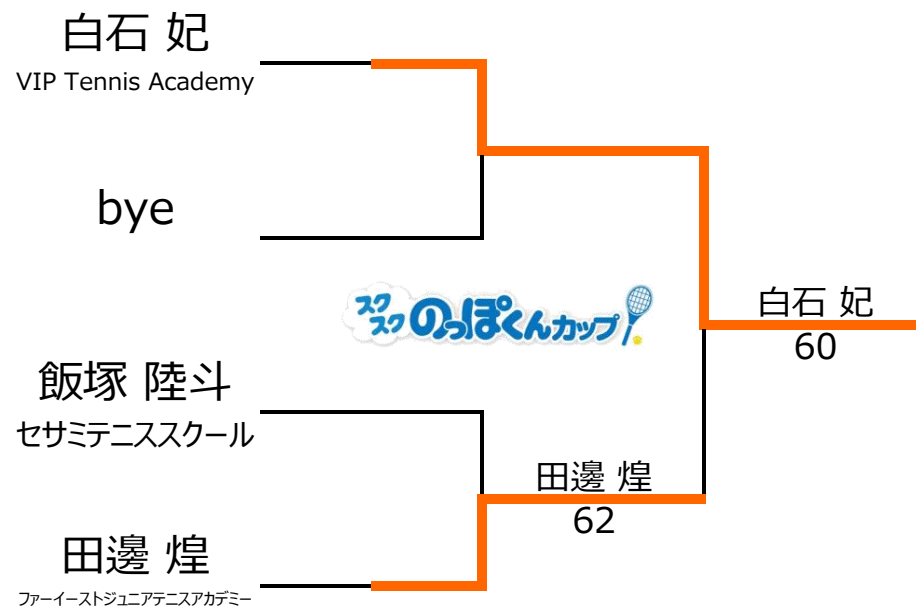 白石 妃
VIP Tennis Academy
bye
スク
スク のっぽくんカップ
白石 妃
60
飯塚 陸斗
セサミテニススクール
田邊 煌
62
田邊 煌
ファーイーストジュニアテニスアカデミー